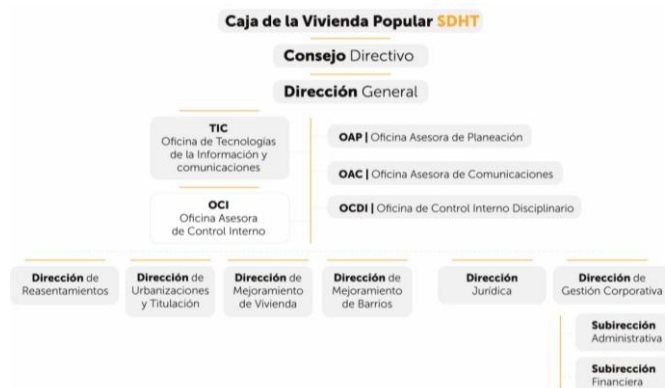 Caja de la Vivienda Popular SDHT
Consejo Directivo
Dirección General
TIC
Oficina de Tecnologías
de la Información y
comunicaciones
OCI
Oficina Asesora
de Control Interno
OAP | Oficina Asesora de Planeación
OAC | Oficina Asesora de Comunicaciones
OCDI | Oficina de Control Interno Disciplinario
Dirección de
Reasentamientos
Dirección de
Urbanizaciones
y Titulación
Dirección de
Mejoramiento
de Vivienda
Dirección de
Mejoramiento
de Barrios
Dirección
Jurídica
Dirección de
Gestión Corporativa
Subirección
Administrativa
Subirección
Financiera